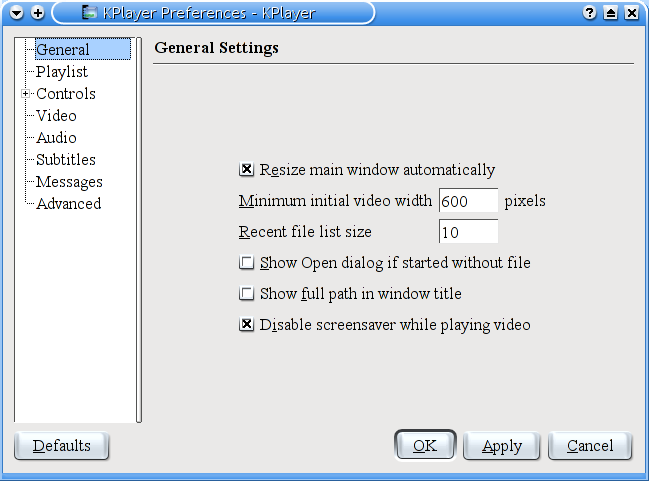 KPlayer Preferences - KPlayer
General
Playlist
Controls
Video
Audio
Subtitles
Messages
Advanced
General Settings
Resize main window automatically
Minimum initial video width 600 pixels
Recent file list size 10
Show Open dialog if started without file
Show full path in window title
Disable screensaver while playing video
Defaults OK Apply Cancel